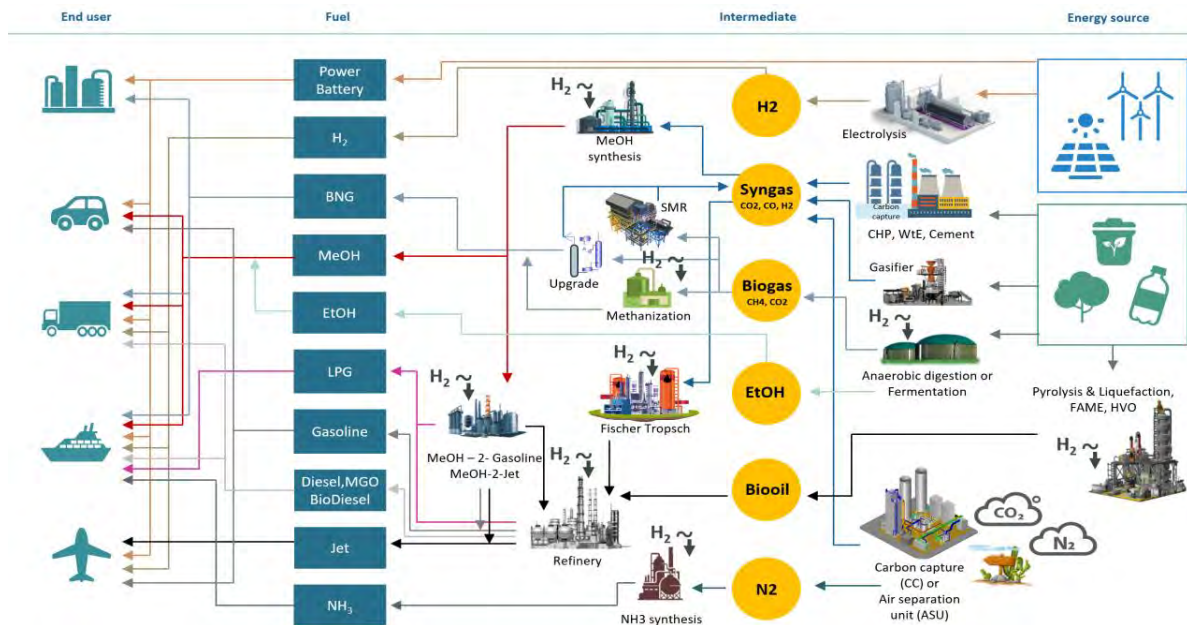 End user
Fuel
Intermediate
Energy source
Power
Battery
H₂
BNG
MeOH
EtOH
LPG
Gasoline
Diesel,MGO
BioDiesel
Jet
NH₃
H₂ ~
MeOH
synthesis
H2
Electrolysis
Syngas
CO2, CO, H2
Carbon
capture
CHP, WtE, Cement
SMR
Upgrade
H₂ ~
Methanization
Biogas
CH4, CO2
Gasifier
H₂ ~
Anaerobic digestion or
Fermentation
H₂ ~
MeOH – 2- Gasoline
MeOH-2-Jet
H₂ ~
Fischer Tropsch
EtOH
Pyrolysis & Liquefaction,
FAME, HVO
H₂ ~
H₂ ~
Refinery
Biooil
CO₂
N₂
Carbon capture
(CC) or
Air separation
unit (ASU)
H₂ ~
NH3 synthesis
N2